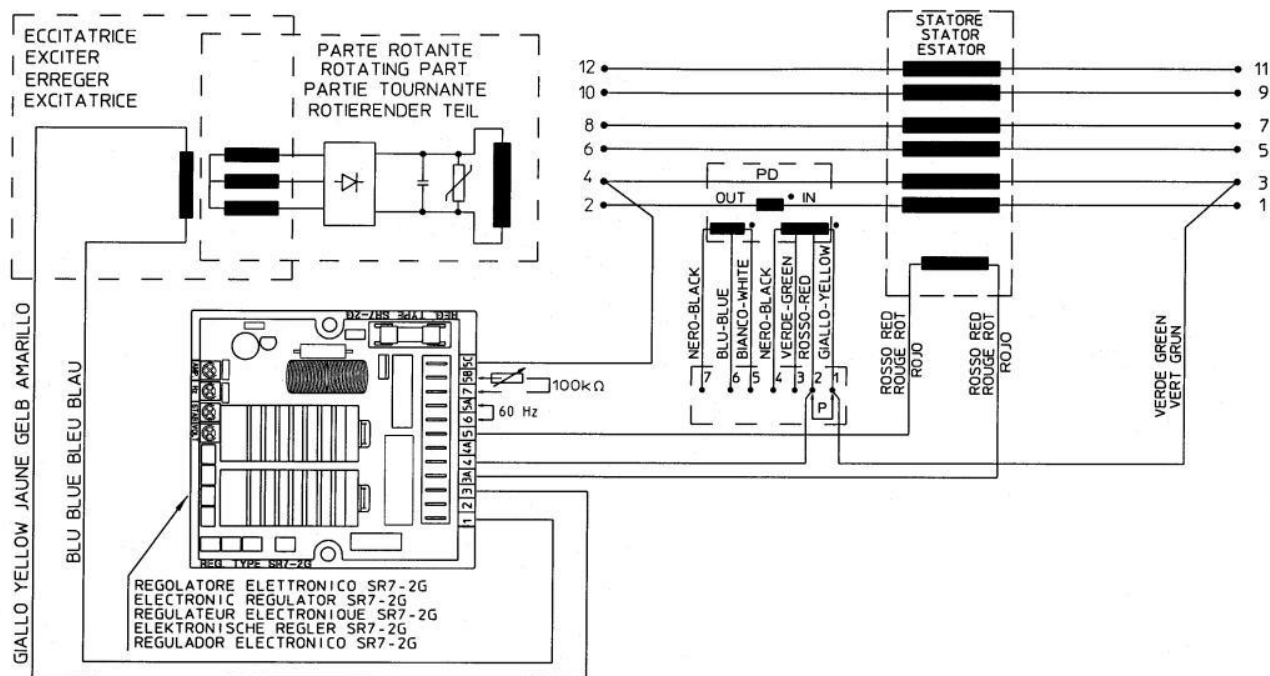 ECCITATRICE
EXCITER
ERREGER
EXCITATRICE
PARTE ROTANTE
ROTATING PART
PARTIE TOURNANTE
ROTIERENDER TEIL
STATORE
STATOR
ESTATOR
12
11
10
9
8
7
6
5
4
3
2
1
PD
OUT
IN
NERO-BLACK
BLU-BLUE
BIANCO-WHITE
NERO-BLACK
VERDE-GREEN
ROSSO-RED
GIALLO-YELLOW
7 6 5 4 3 2 1
P
ROSSO RED
ROUGE ROT
ROJO
ROSSO RED
ROUGE ROT
ROJO
VERDE GREEN
VERT GRUN
GIALLO YELLOW JAUNE GELB AMARILLO
BLU BLUE BLEU BLAU
REG. TYPE SR7-2G
AMP
Hz
STAB
VOL
5C
5B
7
5A
6
5
4A
4
3A
3
2
1
100kΩ
60 Hz
REG. TYPE SR7-2G
REGOLATORE ELETTRONICO SR7-2G
ELECTRONIC REGULATOR SR7-2G
REGULATEUR ELECTRONIQUE SR7-2G
ELEKTRONISCHE REGLER SR7-2G
REGULADOR ELECTRONICO SR7-2G